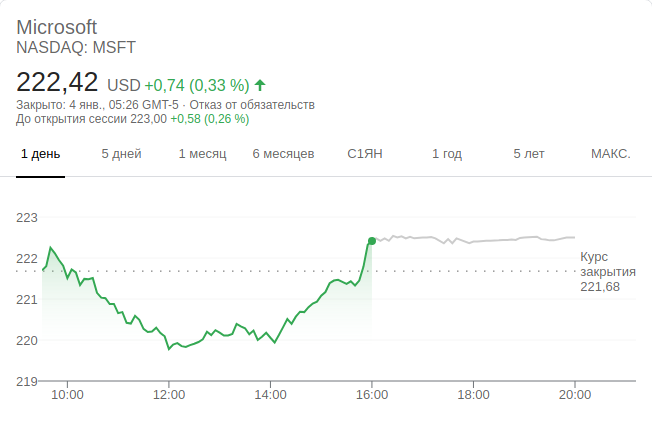 Microsoft
NASDAQ: MSFT
222,42 USD +0,74 (0,33 %)
Закрыто: 4 янв., 05:26 GMT-5 · Отказ от обязательств
До открытия сессии 223,00 +0,58 (0,26 %)
1 день 5 дней 1 месяц 6 месяцев С1ЯН 1 год 5 лет МАКС.
223
222
Курс
закрытия
221,68
221
220
219
10:00 12:00 14:00 16:00 18:00 20:00